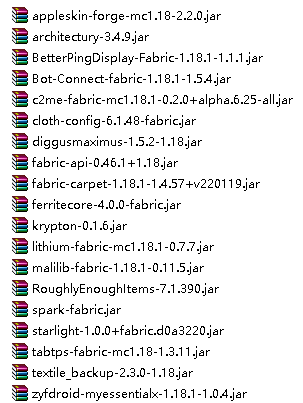 appleskin-forge-mc1.18-2.2.0.jar
architectury-3.4.9.jar
BetterPingDisplay-Fabric-1.18.1-1.1.1.jar
Bot-Connect-fabric-1.18.1-1.5.4.jar
c2me-fabric-mc1.18.1-0.2.0+alpha.6.25-all.jar
cloth-config-6.1.48-fabric.jar
diggusmaximus-1.5.2-1.18.jar
fabric-api-0.46.1+1.18.jar
fabric-carpet-1.18.1-1.4.57+v220119.jar
ferritecore-4.0.0-fabric.jar
krypton-0.1.6.jar
lithium-fabric-mc1.18.1-0.7.7.jar
malilib-fabric-1.18.1-0.11.5.jar
RoughlyEnoughItems-7.1.390.jar
spark-fabric.jar
starlight-1.0.0+fabric.d0a3220.jar
tabtps-fabric-mc1.18-1.3.11.jar
textile_backup-2.3.0-1.18.jar
zyfdroid-myessentialx-1.18.1-1.0.4.jar